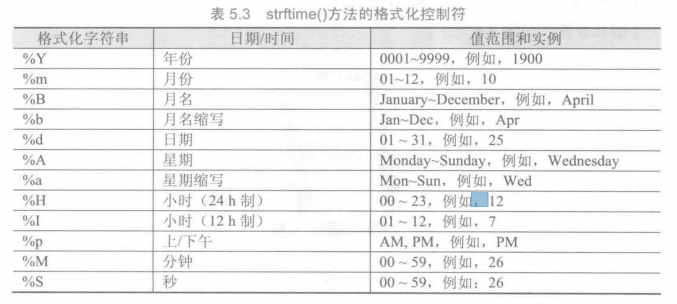 表 5.3 strftime()方法的格式化控制符
格式化字符串 日期/时间 值范围和实例
%Y 年份 0001~9999，例如，1900
%m 月份 01~12，例如，10
%B 月名 January~December，例如，April
%b 月名缩写 Jan~Dec，例如，Apr
%d 日期 01 ~ 31，例如，25
%A 星期 Monday~Sunday，例如，Wednesday
%a 星期缩写 Mon~Sun，例如，Wed
%H 小时（24 h 制） 00 ~ 23，例如，12
%I 小时（12 h 制） 01 ~ 12，例如，7
%p 上/下午 AM, PM，例如，PM
%M 分钟 00 ~ 59，例如，26
%S 秒 00 ~ 59，例如：26